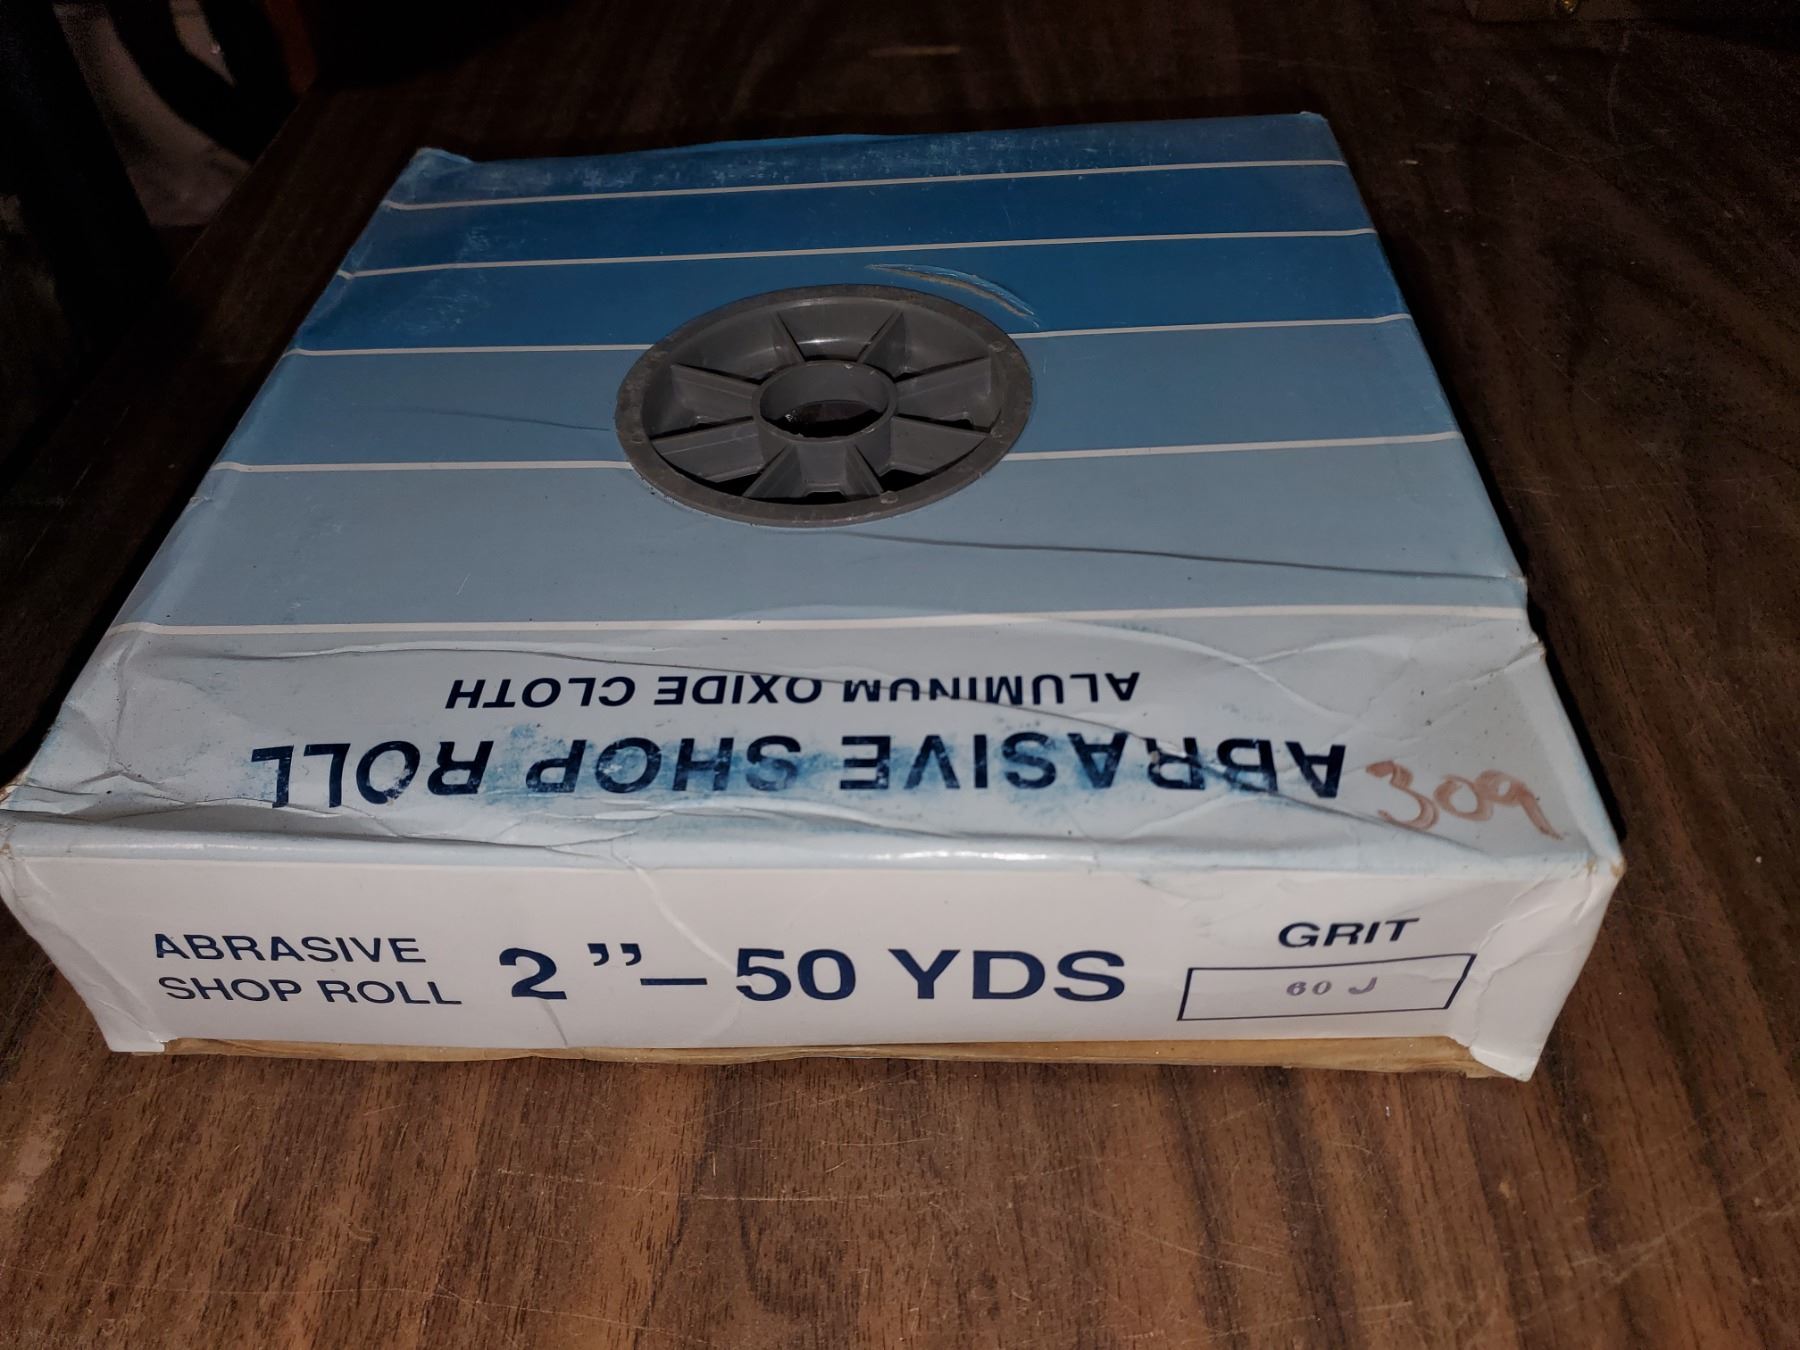 ABRASIVE SHOP ROLL
ALUMINUM OXIDE CLOTH
309
ABRASIVE
SHOP ROLL
2”– 50 YDS
GRIT
60 J